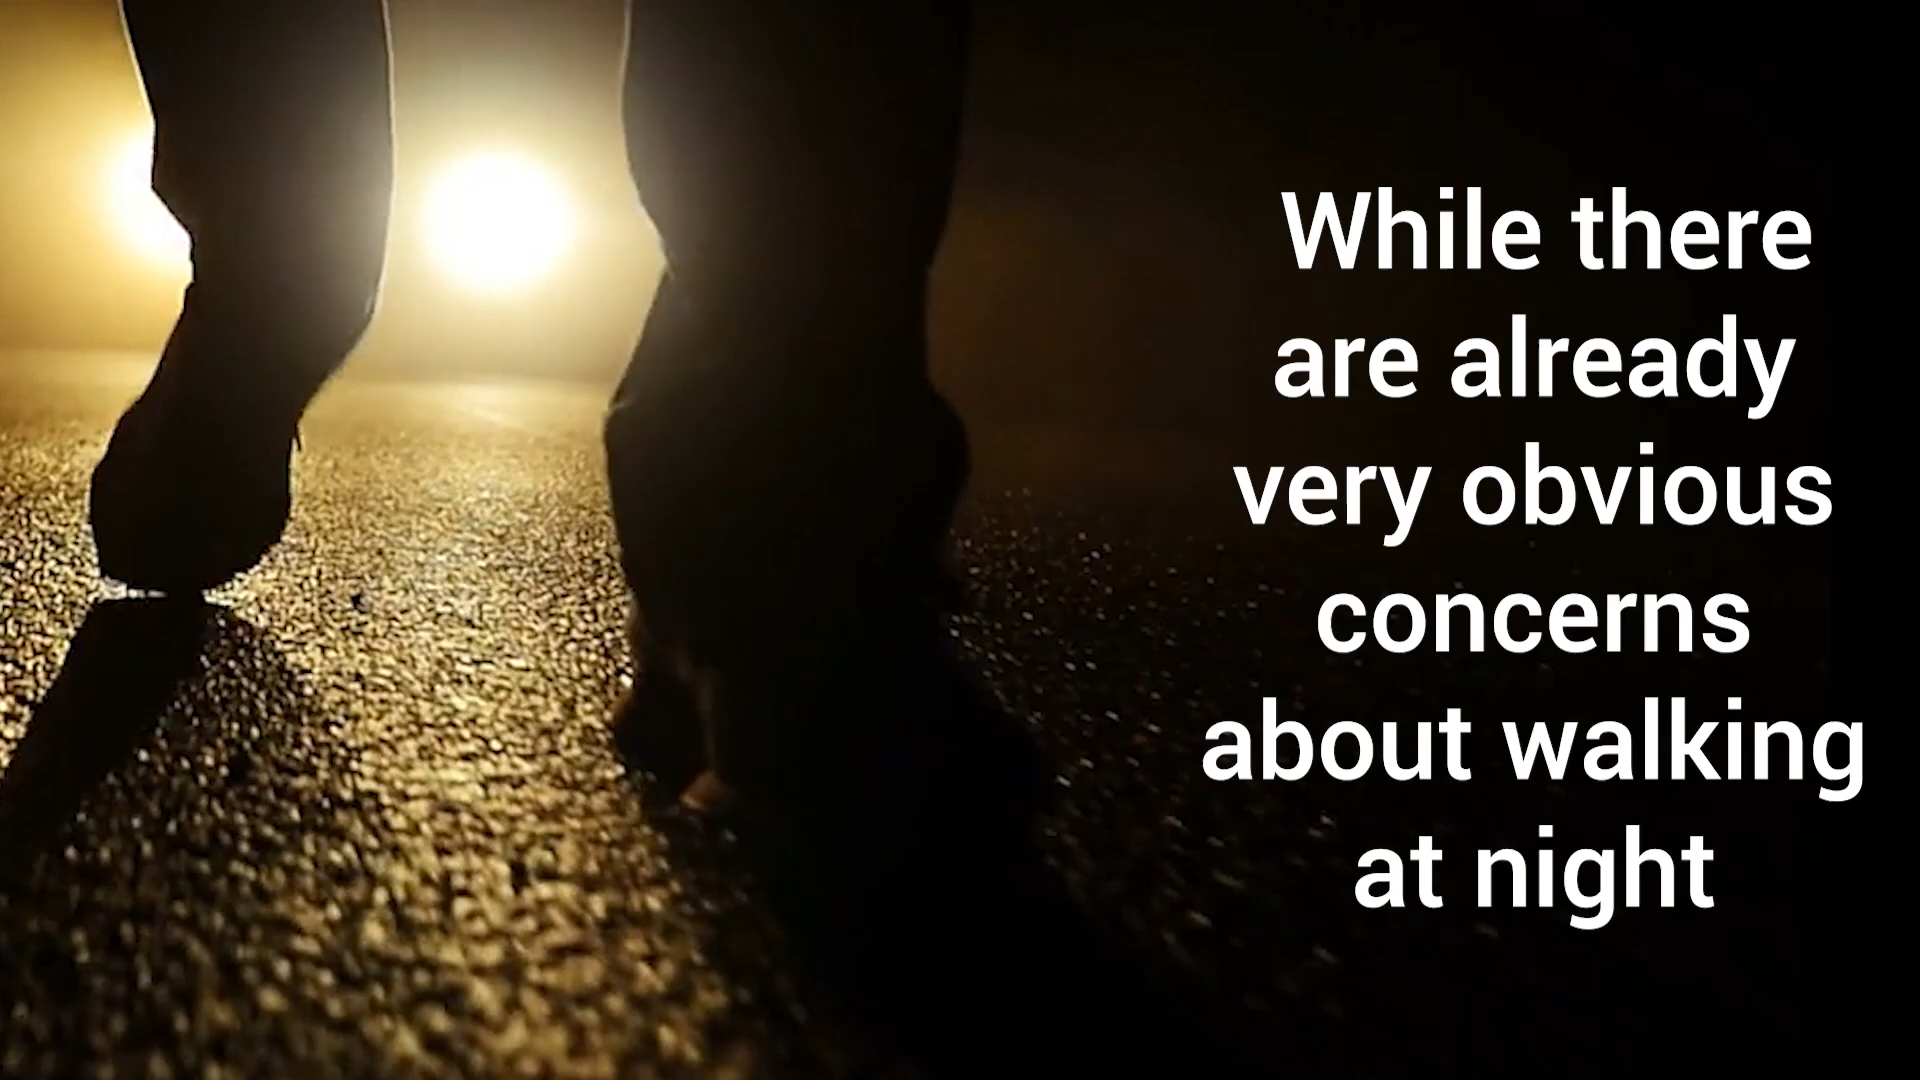 While there
are already
very obvious
concerns
about walking
at night